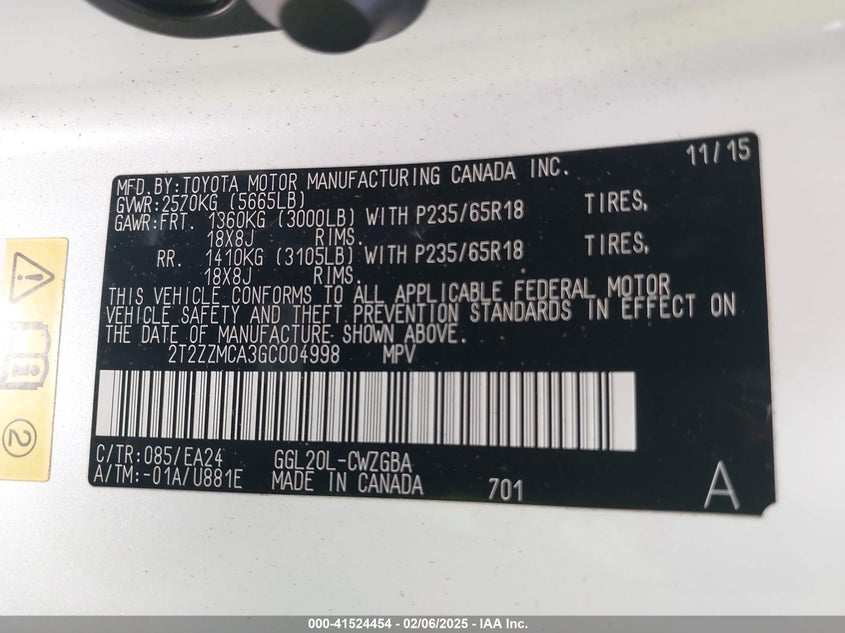 MFD.BY:TOYOTA MOTOR MANUFACTURING CANADA INC. 11/15
GVWR:2570KG (5665LB)
GAWR:FRT. 1360KG (3000LB) WITH P235/65R18 TIRES,
18X8J RIMS.
RR. 1410KG (3105LB) WITH P235/65R18 TIRES,
18X8J RIMS.
THIS VEHICLE CONFORMS TO ALL APPLICABLE FEDERAL MOTOR
VEHICLE SAFETY AND THEFT PREVENTION STANDARDS IN EFFECT ON
THE DATE OF MANUFACTURE SHOWN ABOVE.
2T2ZZMCA3GC004998 MPV
C/TR:085/EA24 GGL20L-CWZGBA
A/TM:-01A/U881E MADE IN CANADA 701 A
2
000-41524454 - 02/06/2025 - IAA Inc.